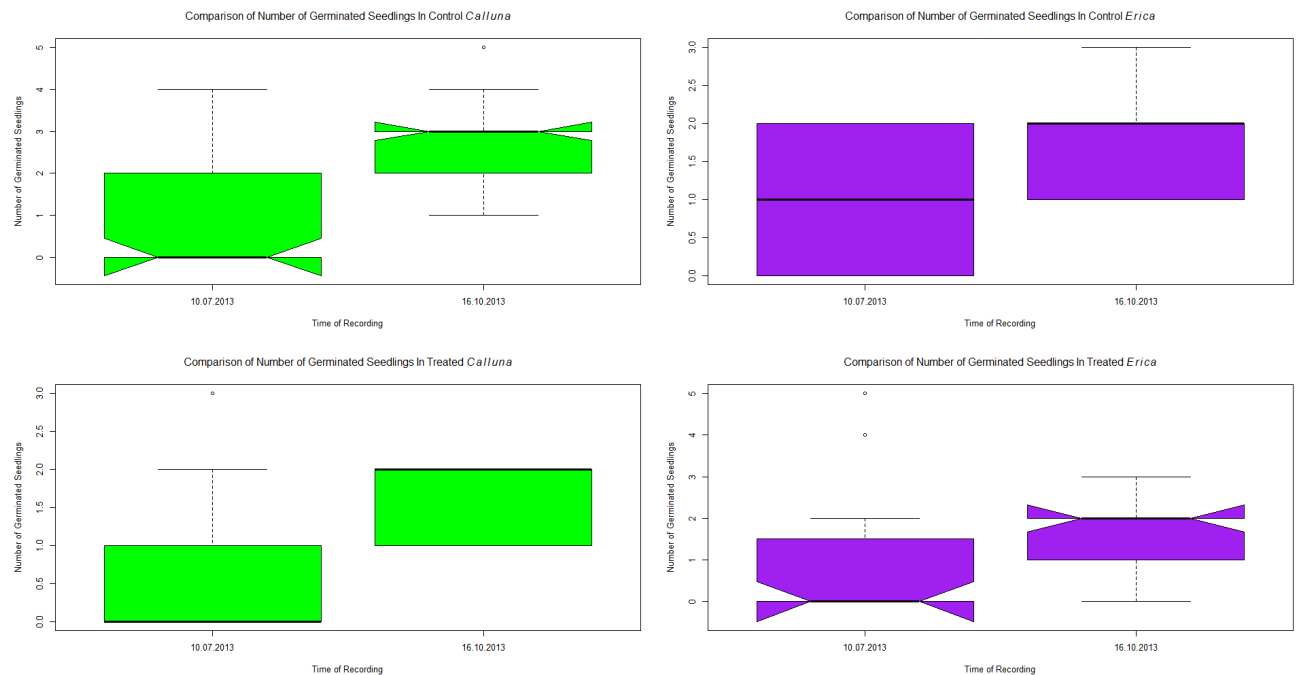 Comparison of Number of Germinated Seedlings In Control Calluna
Number of Germinated Seedlings
5
4
3
2
1
0
10.07.2013 16.10.2013
Time of Recording
Comparison of Number of Germinated Seedlings In Control Erica
Number of Germinated Seedlings
3.0
2.5
2.0
1.5
1.0
0.5
0.0
10.07.2013 16.10.2013
Time of Recording
Comparison of Number of Germinated Seedlings In Treated Calluna
Number of Germinated Seedlings
3.0
2.5
2.0
1.5
1.0
0.5
0.0
10.07.2013 16.10.2013
Time of Recording
Comparison of Number of Germinated Seedlings In Treated Erica
Number of Germinated Seedlings
5
4
3
2
1
0
10.07.2013 16.10.2013
Time of Recording